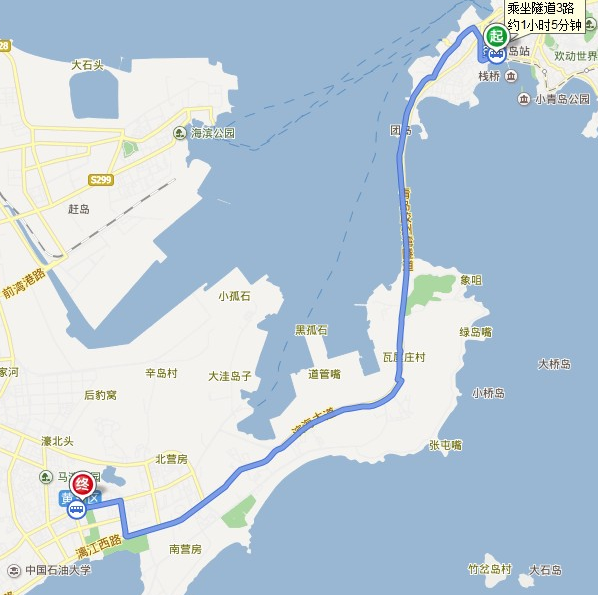 乘坐隧道3路
约1小时5分钟
28
起
岛站
欢动世界
栈桥
小青岛公园
大石头
团岛
海滨公园
S299
赶岛
前湾港路
象咀
小孤石
黑孤石
绿岛嘴
瓦屋庄村
大桥岛
家河
辛岛村
大洼岛子
道管嘴
小桥岛
后豹窝
滨海大道
濠北头
张屯嘴
北营房
终
漓江西路
南营房
中国石油大学
竹岔岛村
大石岛